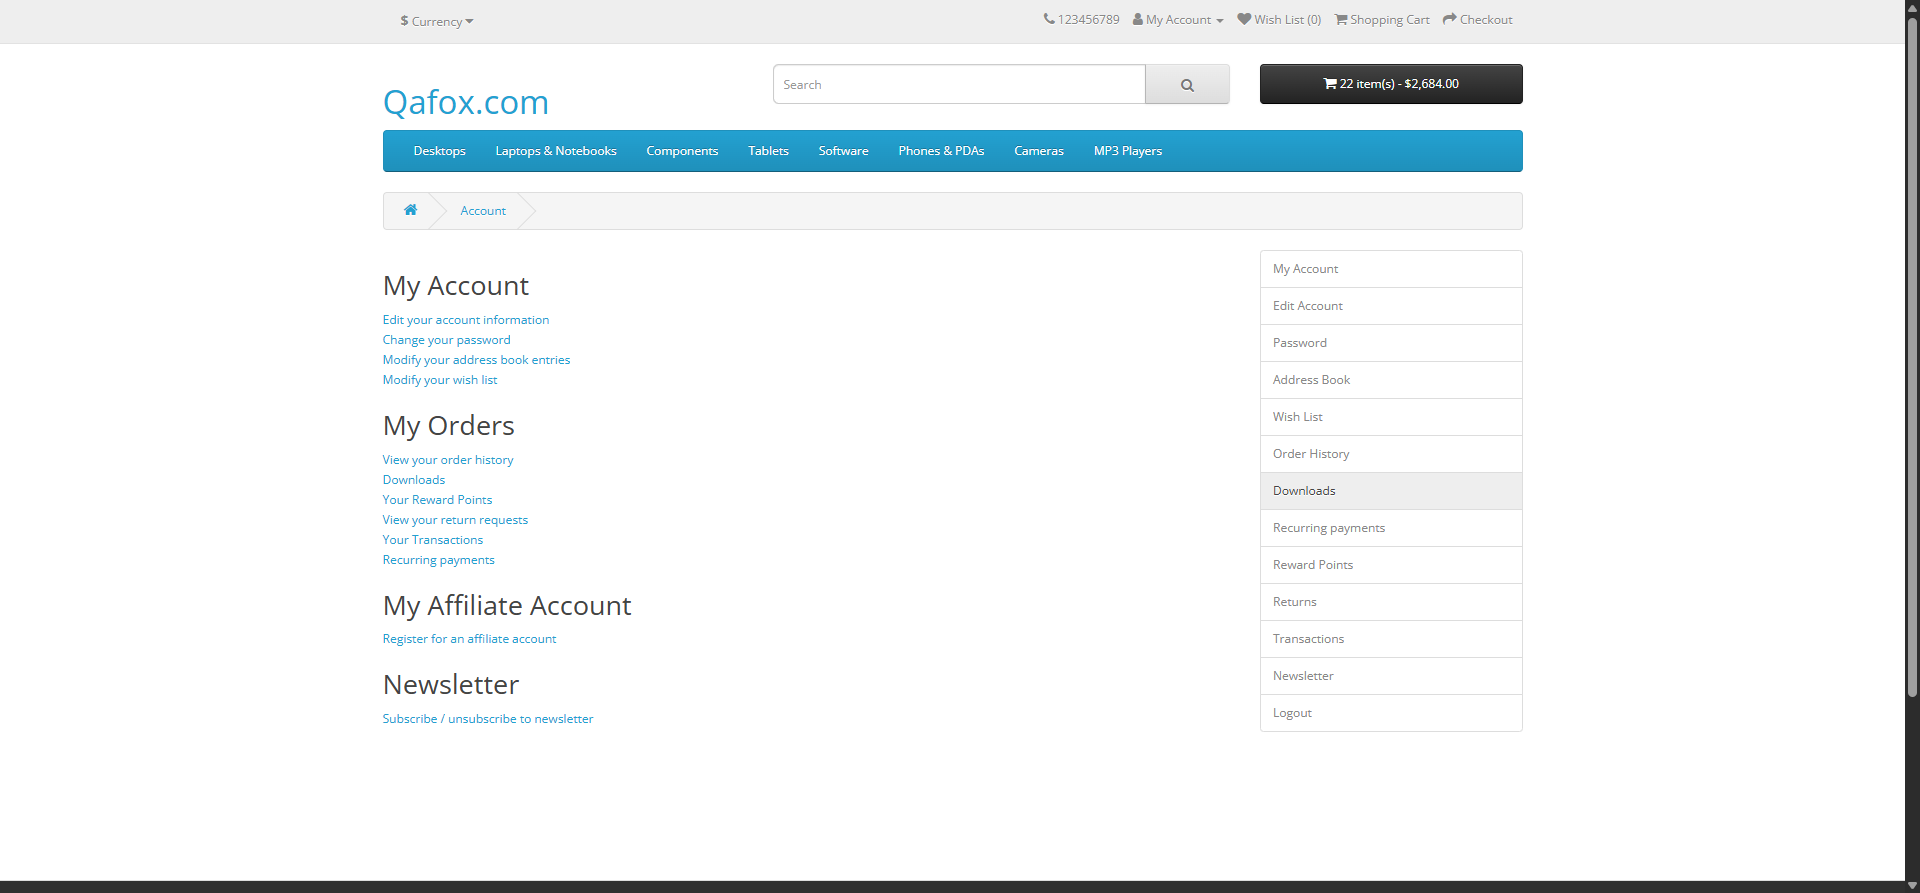 $ Currency
123456789 My Account Wish List (0) Shopping Cart Checkout
Qafox.com
Search
22 item(s) - $2,684.00
Desktops Laptops & Notebooks Components Tablets Software Phones & PDAs Cameras MP3 Players
Account
My Account
Edit your account information
Change your password
Modify your address book entries
Modify your wish list
My Orders
View your order history
Downloads
Your Reward Points
View your return requests
Your Transactions
Recurring payments
My Affiliate Account
Register for an affiliate account
Newsletter
Subscribe / unsubscribe to newsletter
My Account
Edit Account
Password
Address Book
Wish List
Order History
Downloads
Recurring payments
Reward Points
Returns
Transactions
Newsletter
Logout